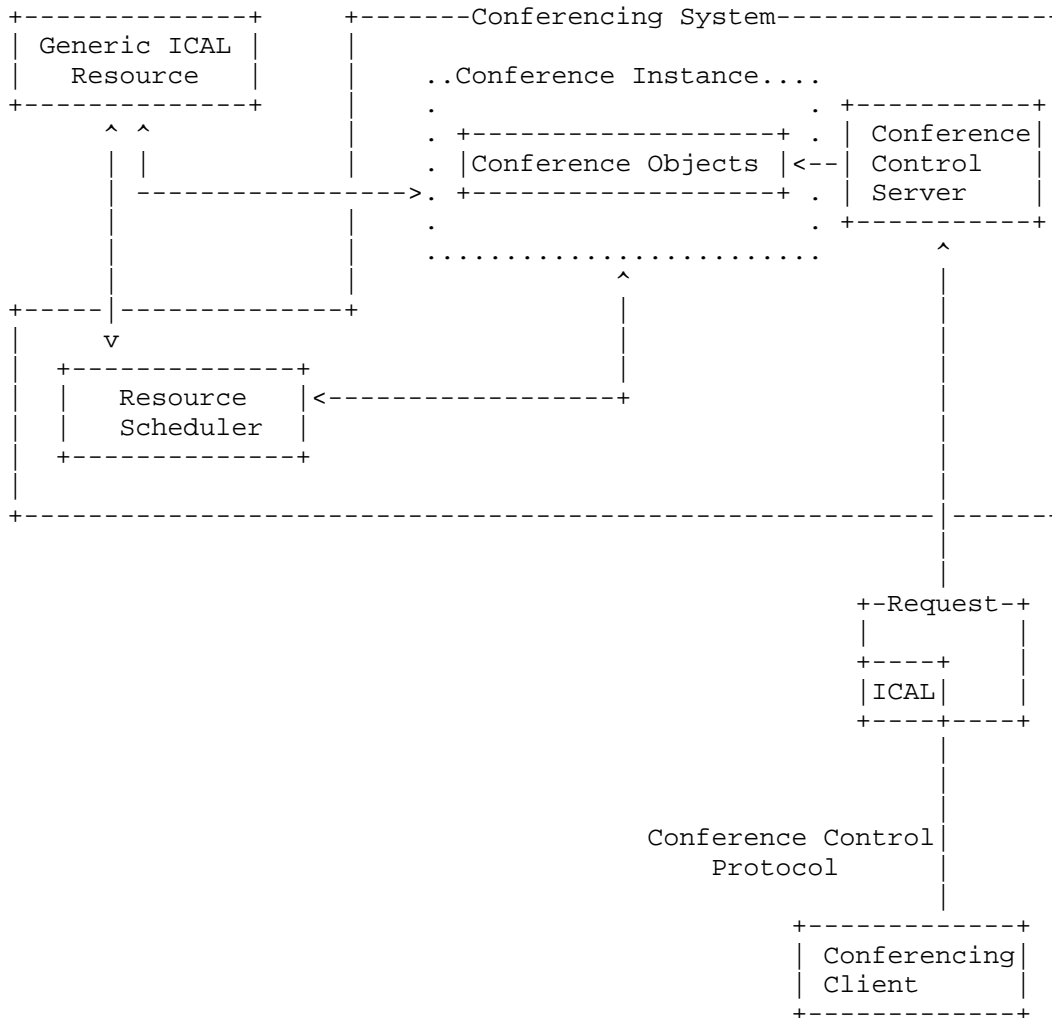 Conferencing System
Generic ICAL
Resource
Conference Instance
Conference
Conference Objects
Control
Server
Resource
Scheduler
Request
ICAL
Conference Control
Protocol
Conferencing
Client